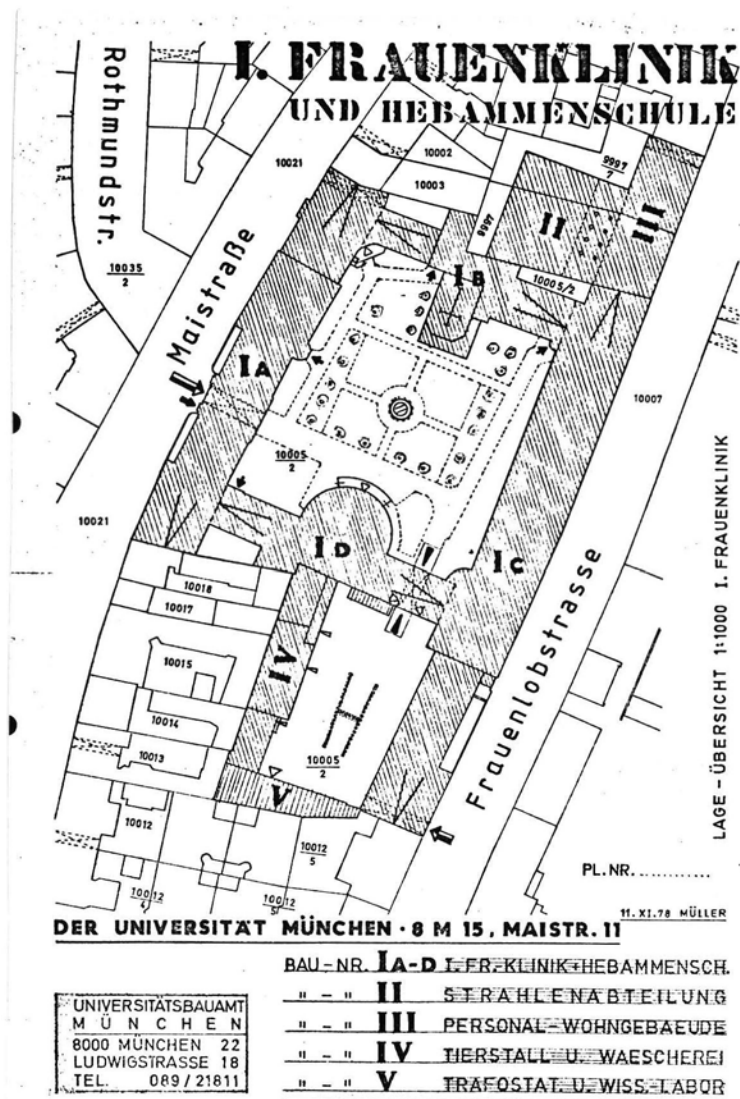 I. FRAUENKLINIK
UND HEBAMMENSCHULE
Rothmundstr.
10021
10002
10003
9997
7
9998
II
III
10035
2
Maistraße
IB
10005/2
IA
10007
10005
2
10021
ID
IC
10018
10017
10015
IV
10014
10013
10005
2
Frauenlobstrasse
V
10012
10012
5
10012
4
10012
LAGE-ÜBERSICHT 1:1000 I. FRAUENKLINIK
PL.NR.
11. XI.78 MÜLLER
DER UNIVERSITÄT MÜNCHEN · 8 M 15, MAISTR. 11
BAU-NR. IA-D I. FR.-KLINIK+HEBAMMENSCH.
" - " II STRAHLENABTEILUNG
" - " III PERSONAL-WOHNGEBAEUDE
" - " IV TIERSTALL U. WAESCHEREI
" - " V TRAFOSTAT. U. WISS.-LABOR
UNIVERSITÄTSBAUAMT
MÜNCHEN
8000 MÜNCHEN 22
LUDWIGSTRASSE 18
TEL. 089/21811